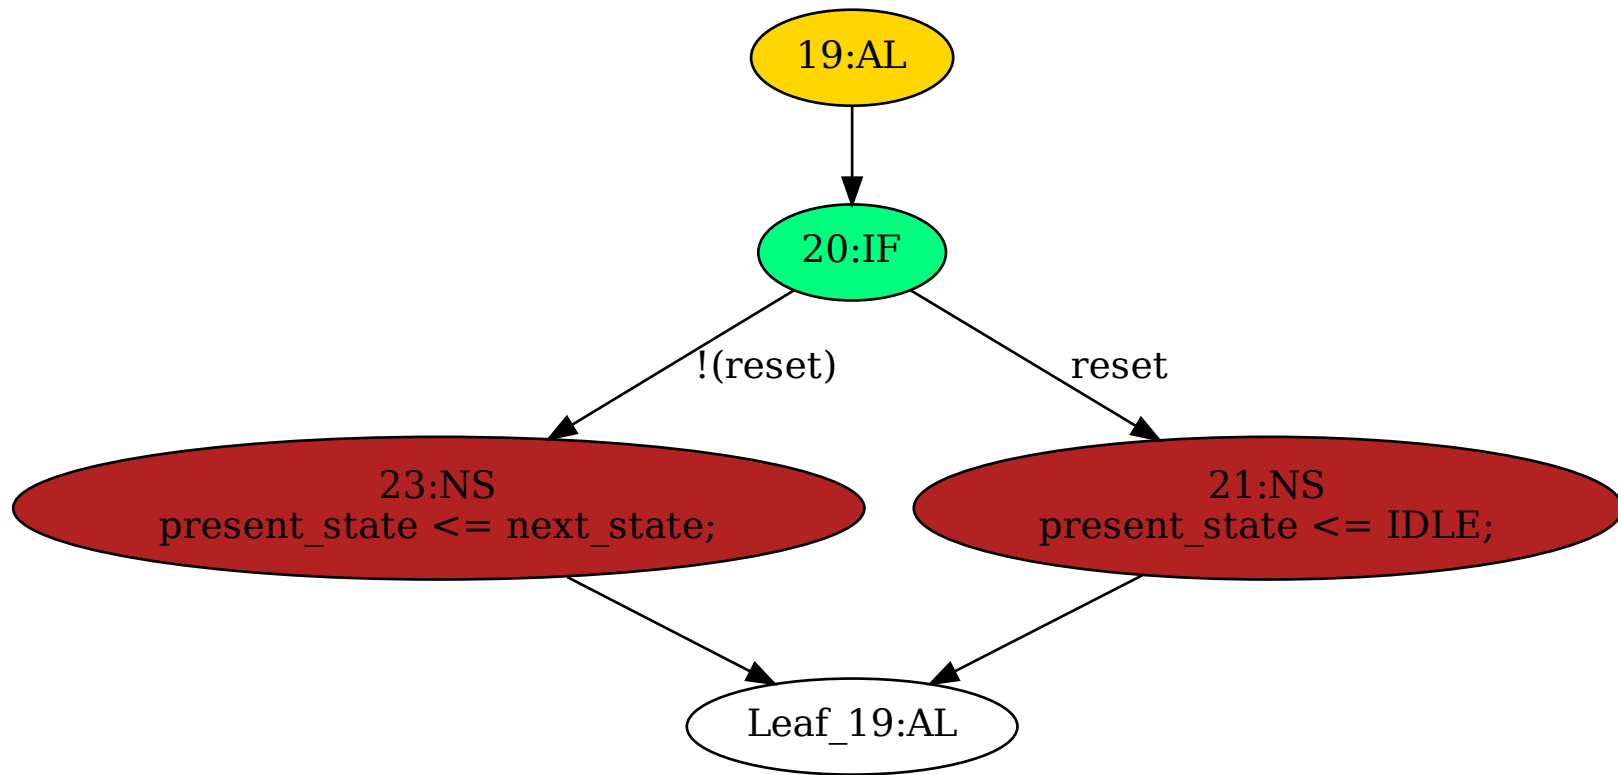 19:AL
20:IF
!(reset)
reset
23:NS
present_state <= next_state;
21:NS
present_state <= IDLE;
Leaf_19:AL